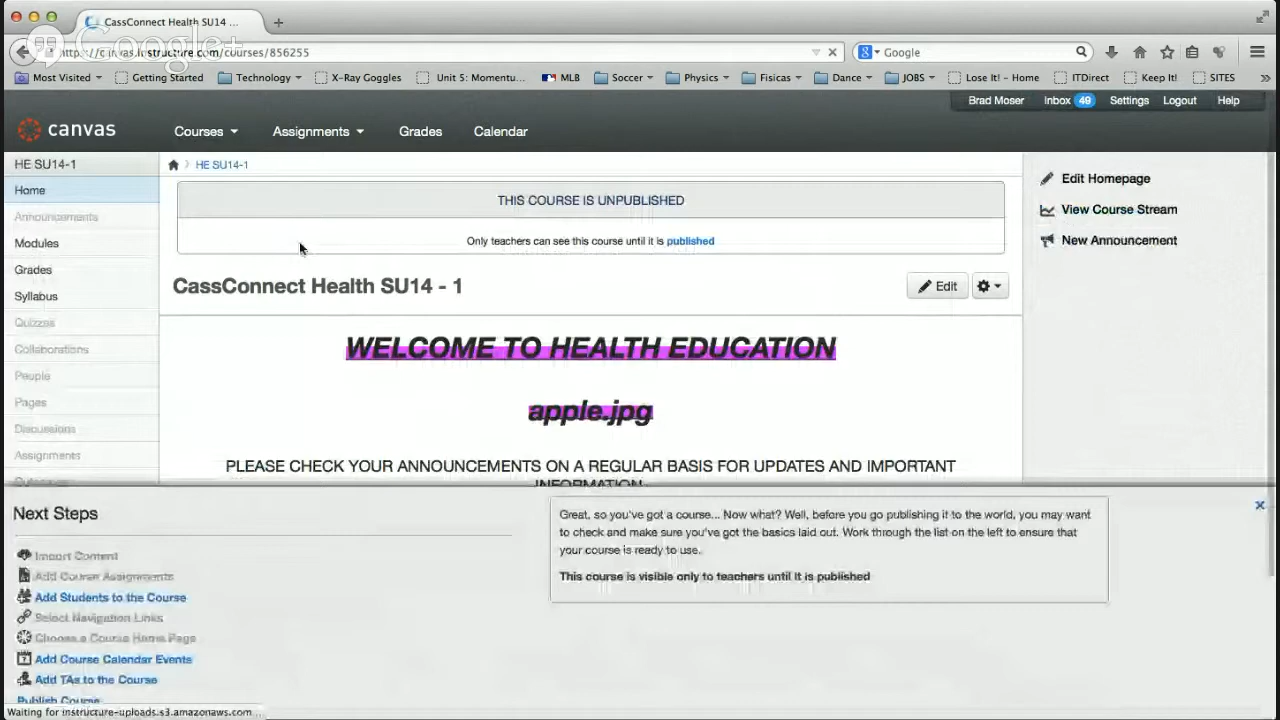 CassConnect Health SU14 ...
Google+
https://canvas.instructure.com/courses/856255
Google
Most Visited
Getting Started
Technology
X-Ray Goggles
Unit 5: Momentu...
MLB
Soccer
Physics
Fisicas
Dance
JOBS
Lose It! - Home
ITDirect
Keep It!
SITES
Brad Moser
Inbox 49
Settings
Logout
Help
canvas
Courses
Assignments
Grades
Calendar
HE SU14-1
HE SU14-1
Home
Announcements
Modules
Grades
Syllabus
Quizzes
Collaborations
People
Pages
Discussions
Assignments
THIS COURSE IS UNPUBLISHED
Only teachers can see this course until it is published
CassConnect Health SU14 - 1
Edit
WELCOME TO HEALTH EDUCATION
apple.jpg
PLEASE CHECK YOUR ANNOUNCEMENTS ON A REGULAR BASIS FOR UPDATES AND IMPORTANT
INFORMATION
Edit Homepage
View Course Stream
New Announcement
Next Steps
Import Content
Add Course Assignments
Add Students to the Course
Select Navigation Links
Choose a Course Home Page
Add Course Calendar Events
Add TAs to the Course
Publish Course
Great, so you've got a course... Now what? Well, before you go publishing it to the world, you may want
to check and make sure you've got the basics laid out. Work through the list on the left to ensure that
your course is ready to use.
This course is visible only to teachers until it is published
Waiting for instructure-uploads.s3.amazonaws.com...